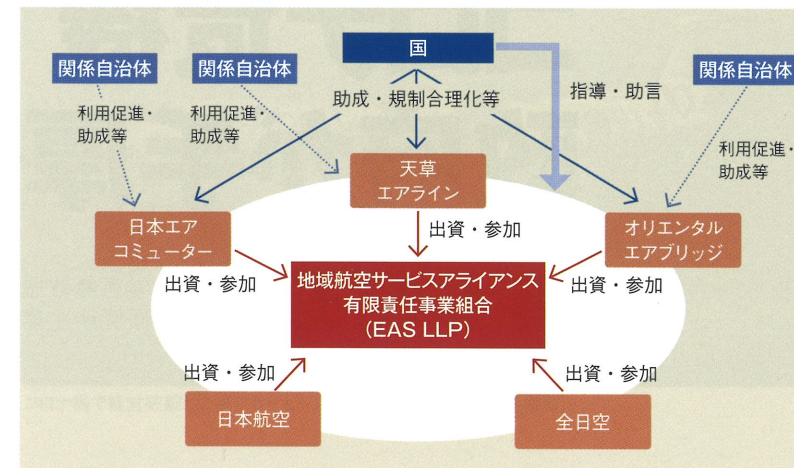 国
関係自治体
関係自治体
関係自治体
助成・規制合理化等
指導・助言
利用促進・
助成等
利用促進・
助成等
利用促進・
助成等
天草
エアライン
日本エア
コミューター
オリエンタル
エアブリッジ
出資・参加
出資・参加
出資・参加
地域航空サービスアライアンス
有限責任事業組合
（EAS LLP）
出資・参加
出資・参加
日本航空
全日空